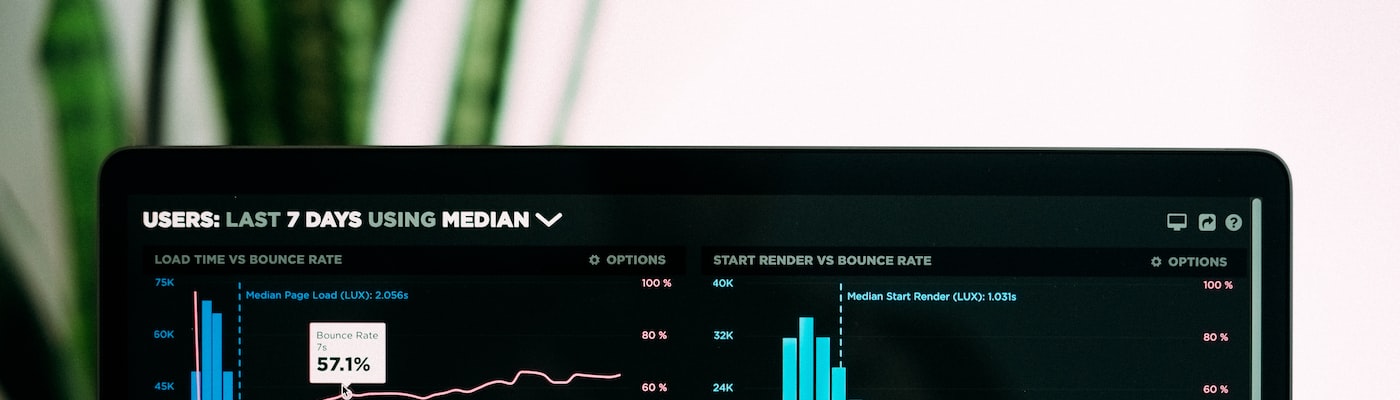 USERS: LAST 7 DAYS USING MEDIAN
LOAD TIME VS BOUNCE RATE
OPTIONS
75K
100 %
Median Page Load (LUX): 2.056s
60K
80 %
Bounce Rate
7s
57.1%
45K
60 %
START RENDER VS BOUNCE RATE
OPTIONS
40K
100 %
Median Start Render (LUX): 1.031s
32K
80 %
24K
60 %